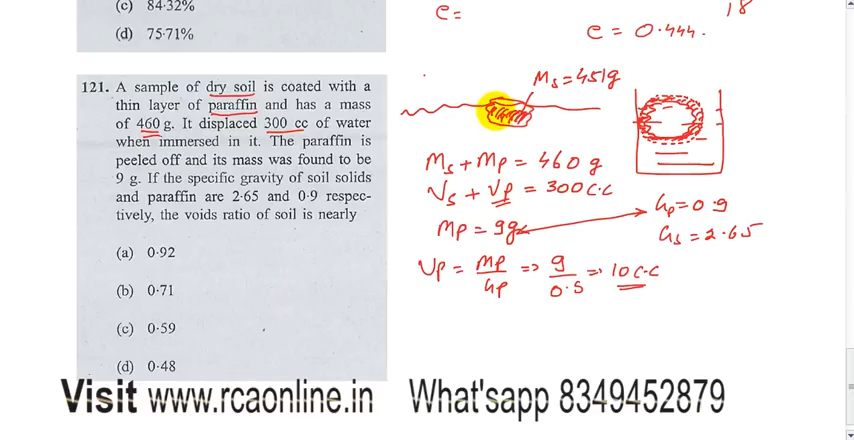 (c) 84·32%
(d) 75·71%
e =
18
e = 0.444.
121. A sample of dry soil is coated with a
thin layer of paraffin and has a mass
of 460 g. It displaced 300 cc of water
when immersed in it. The paraffin is
peeled off and its mass was found to be
9 g. If the specific gravity of soil solids
and paraffin are 2·65 and 0·9 respec-
tively, the voids ratio of soil is nearly
(a) 0·92
(b) 0·71
(c) 0·59
(d) 0·48
Ms = 451g
Ms + Mp = 460 g
Vs + Vp = 300 C.C
Mp = 9g
Gp = 0.9
Gs = 2.65
Vp = Mp/Gp => 9/0.9 => 10 C.C
Visit www.rcaonline.in What'sapp 8349452879